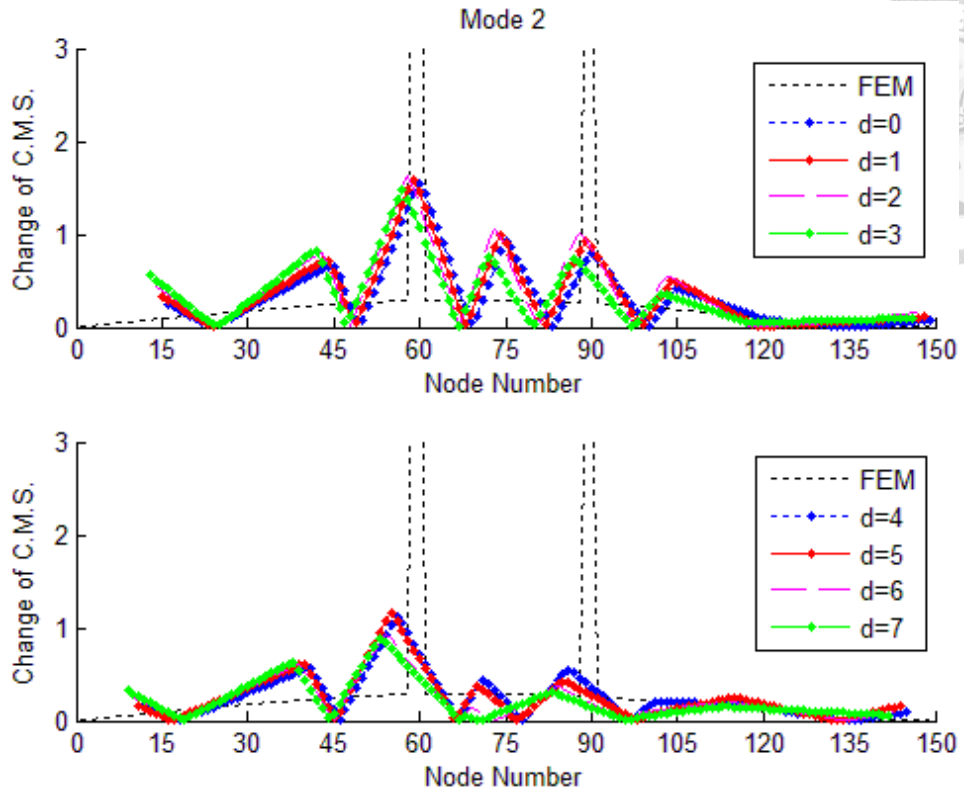 Mode 2
Change of C.M.S.
3
2
1
0
FEM
d=0
d=1
d=2
d=3
0 15 30 45 60 75 90 105 120 135 150
Node Number
Change of C.M.S.
3
2
1
0
FEM
d=4
d=5
d=6
d=7
0 15 30 45 60 75 90 105 120 135 150
Node Number